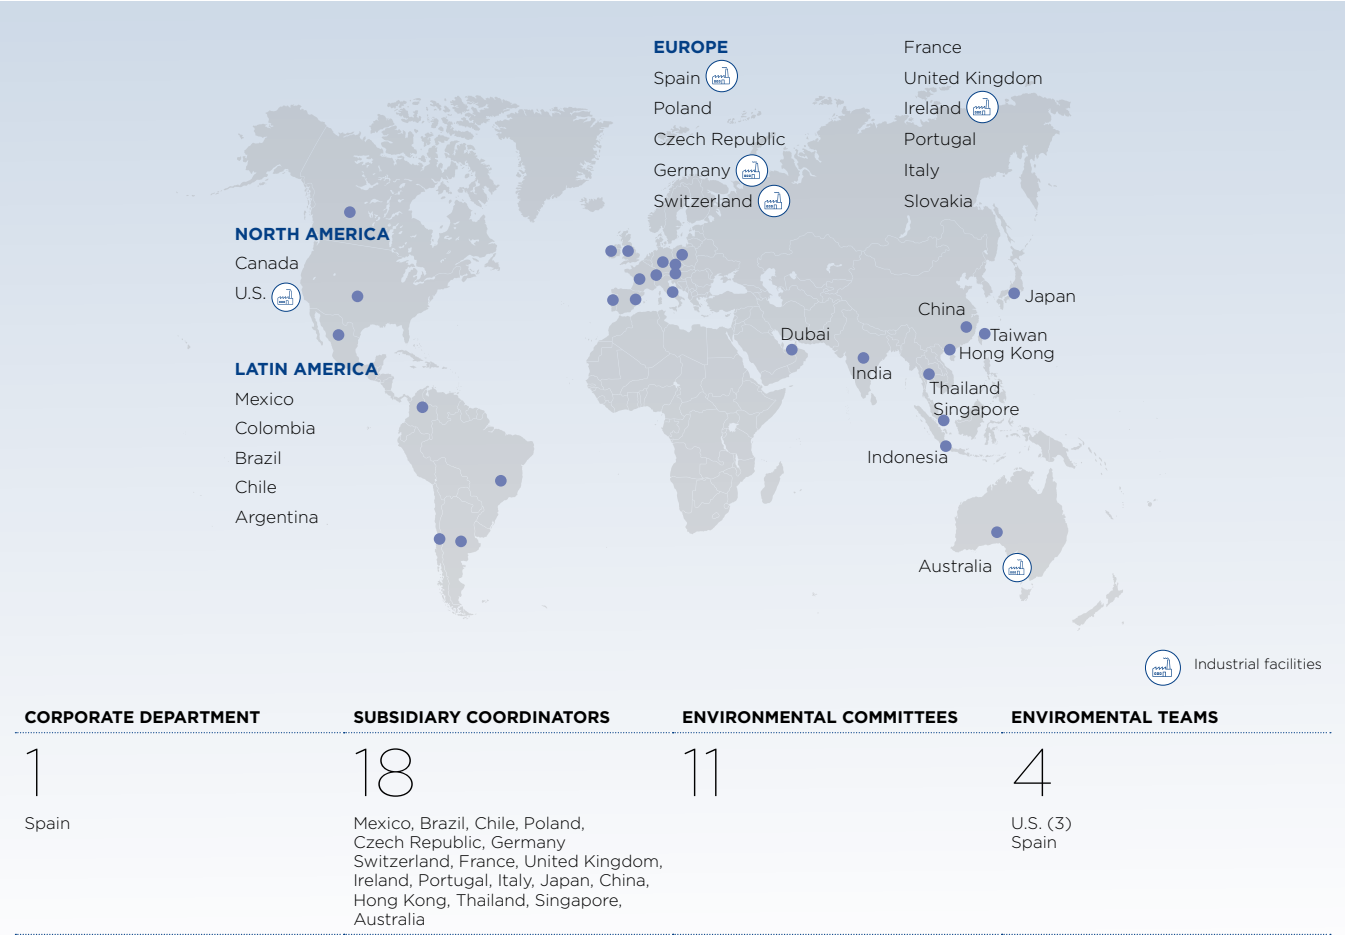 EUROPE
Spain
Poland
Czech Republic
Germany
Switzerland
France
United Kingdom
Ireland
Portugal
Italy
Slovakia
NORTH AMERICA
Canada
U.S.
LATIN AMERICA
Mexico
Colombia
Brazil
Chile
Argentina
Japan
China
Taiwan
Hong Kong
Dubai
India
Thailand
Singapore
Indonesia
Australia
Industrial facilities
CORPORATE DEPARTMENT
1
Spain
SUBSIDIARY COORDINATORS
18
Mexico, Brazil, Chile, Poland,
Czech Republic, Germany
Switzerland, France, United Kingdom,
Ireland, Portugal, Italy, Japan, China,
Hong Kong, Thailand, Singapore,
Australia
ENVIRONMENTAL COMMITTEES
11
ENVIROMENTAL TEAMS
4
U.S. (3)
Spain